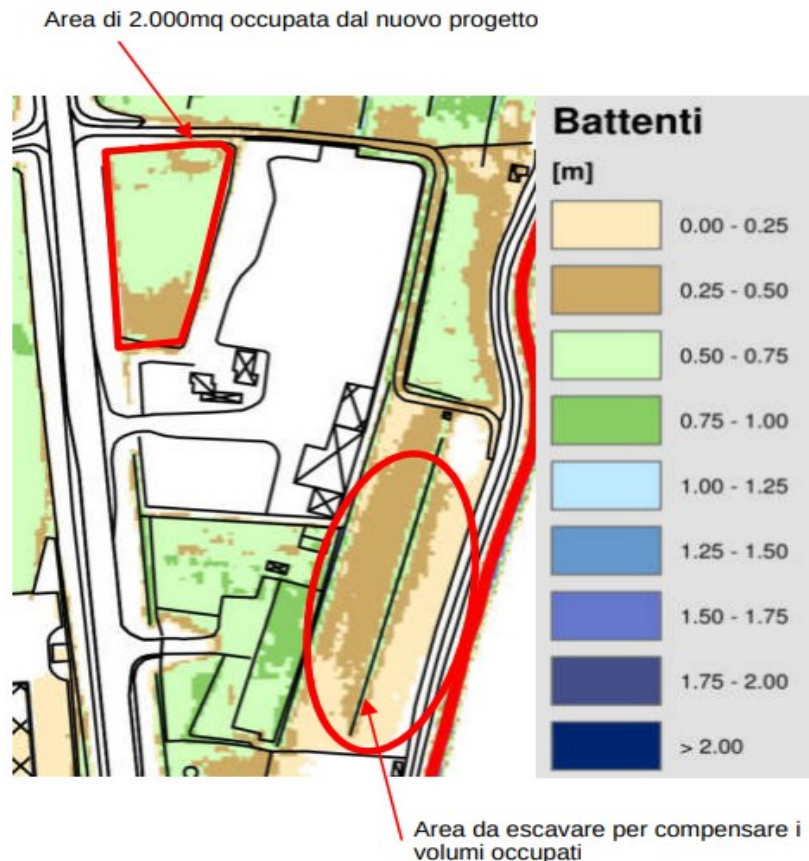 Area di 2.000mq occupata dal nuovo progetto
Battenti
[m]
0.00 - 0.25
0.25 - 0.50
0.50 - 0.75
0.75 - 1.00
1.00 - 1.25
1.25 - 1.50
1.50 - 1.75
1.75 - 2.00
> 2.00
Area da escavare per compensare i
volumi occupati